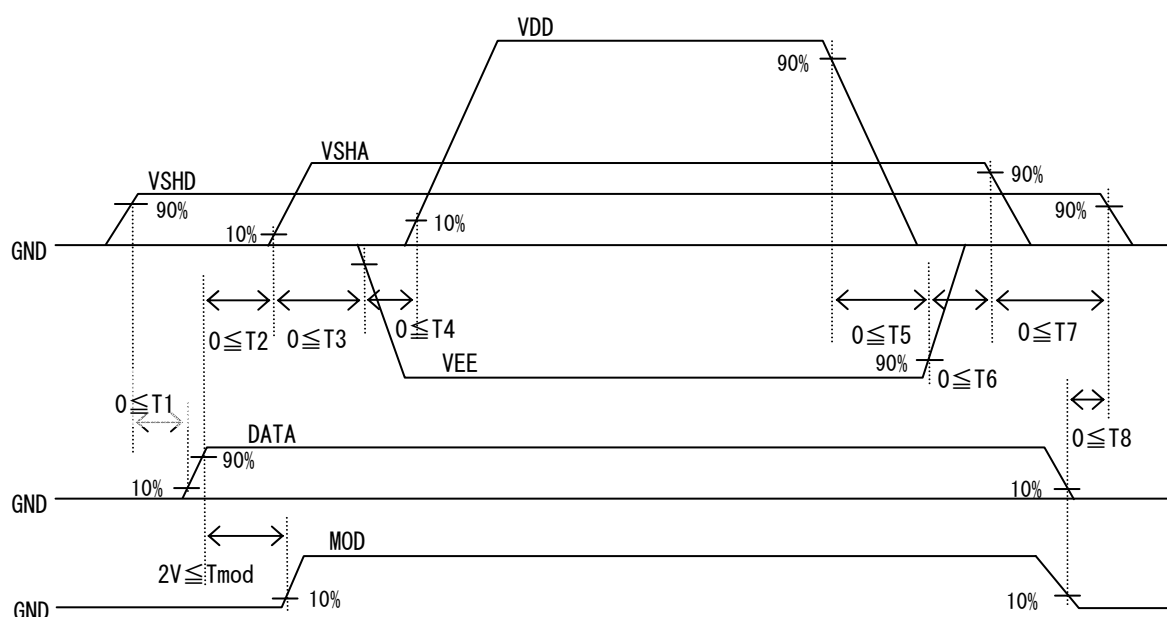 VDD
90%
VSHA
VSHD
90%
90%
90%
10%
10%
GND
0≦T2
0≦T3
0≦T4
0≦T5
0≦T7
VEE
90%
0≦T6
0≦T1
DATA
0≦T8
90%
10%
10%
GND
MOD
2V≦Tmod
10%
10%
GND